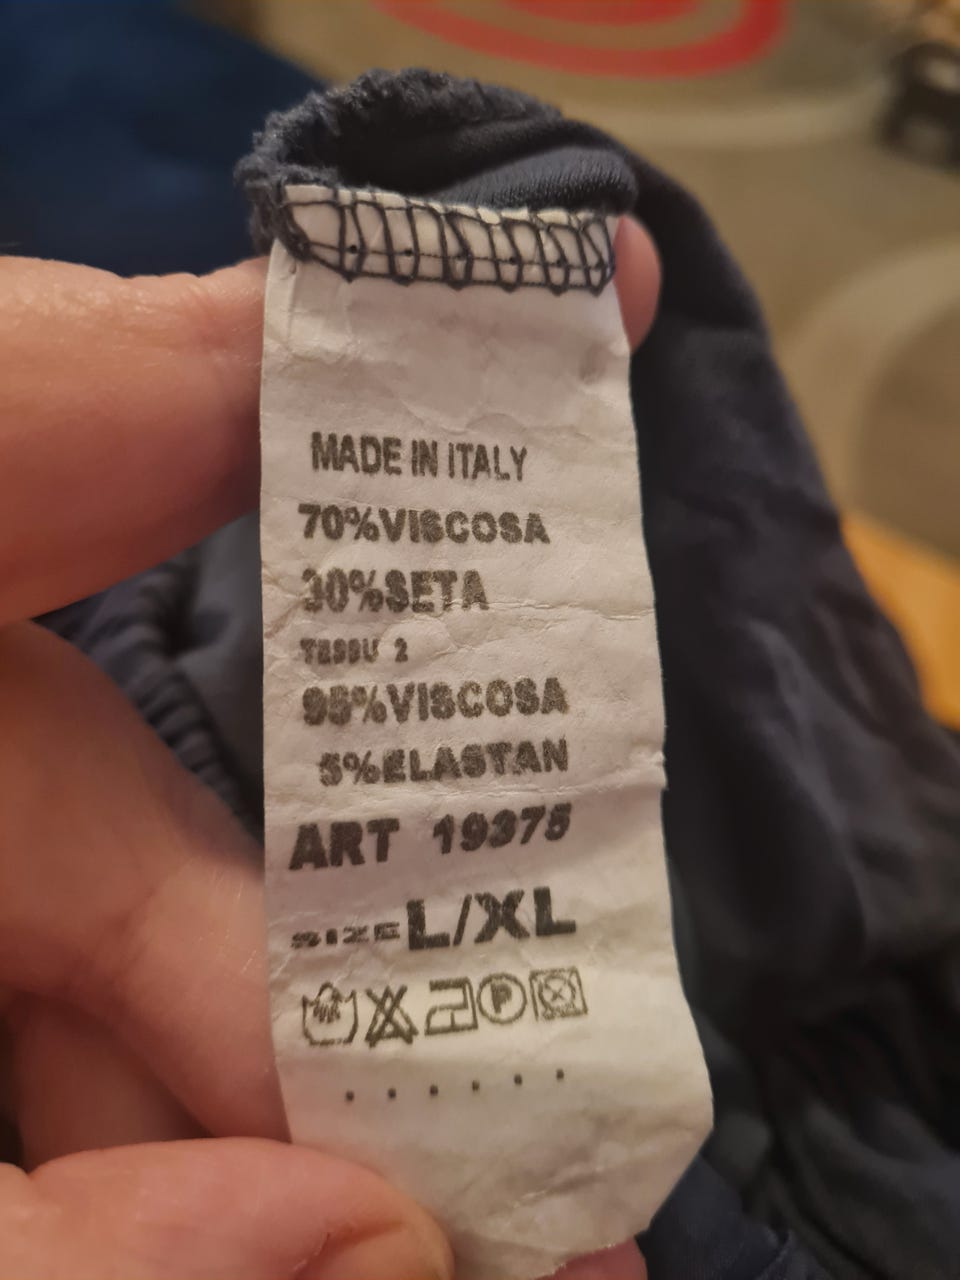 MADE IN ITALY
70%VISCOSA
30%SETA
TESSU 2
95%VISCOSA
5%ELASTAN
ART 19375
SIZE L/XL
P